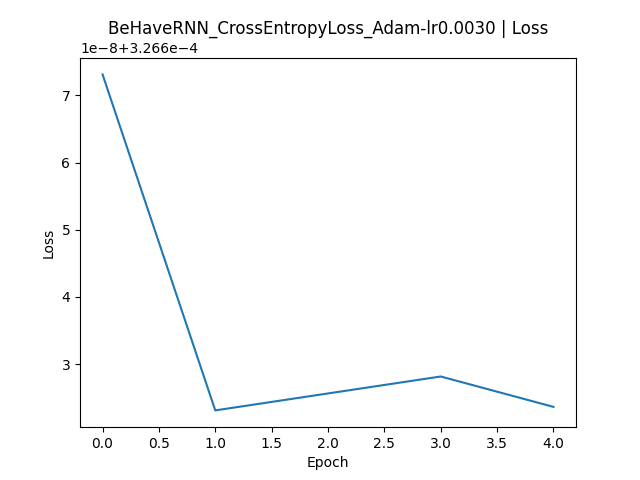 BeHaveRNN_CrossEntropyLoss_Adam-lr0.0030 | Loss
1e−8+3.266e−4
7
6
5
4
3
Loss
0.0 0.5 1.0 1.5 2.0 2.5 3.0 3.5 4.0
Epoch